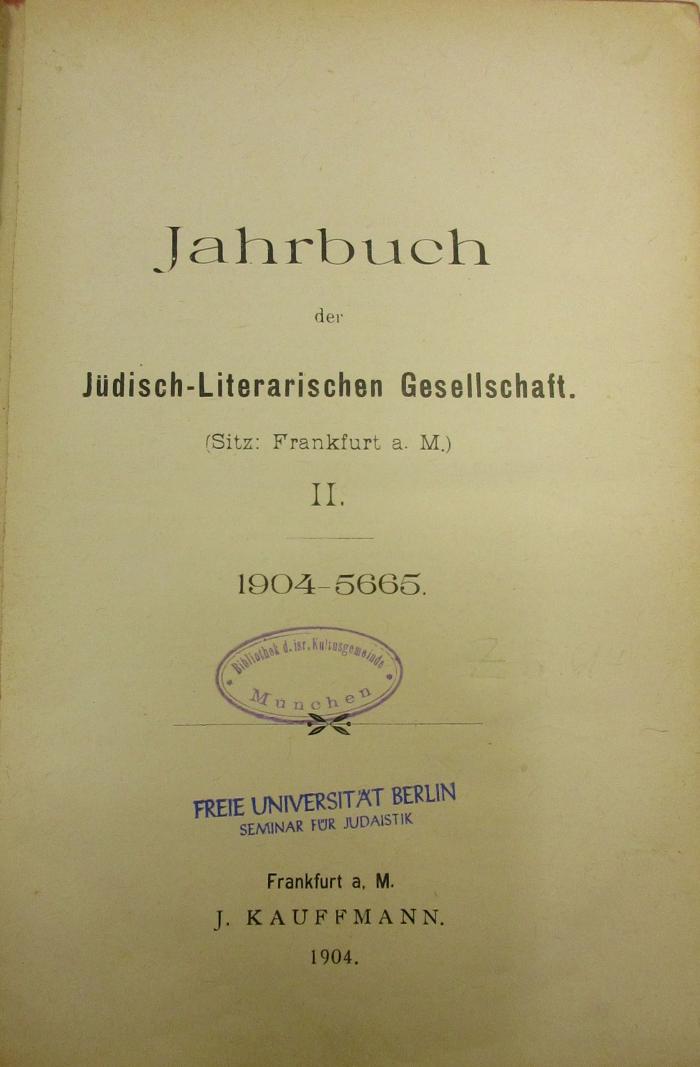 Jahrbuch
der
Jüdisch-Literarischen Gesellschaft.
(Sitz: Frankfurt a. M.)
II.
1904-5665.
Bibliothek d. isr. Kultusgemeinde
München
FREIE UNIVERSITÄT BERLIN
SEMINAR FÜR JUDAISTIK
Frankfurt a. M.
J. KAUFFMANN.
1904.